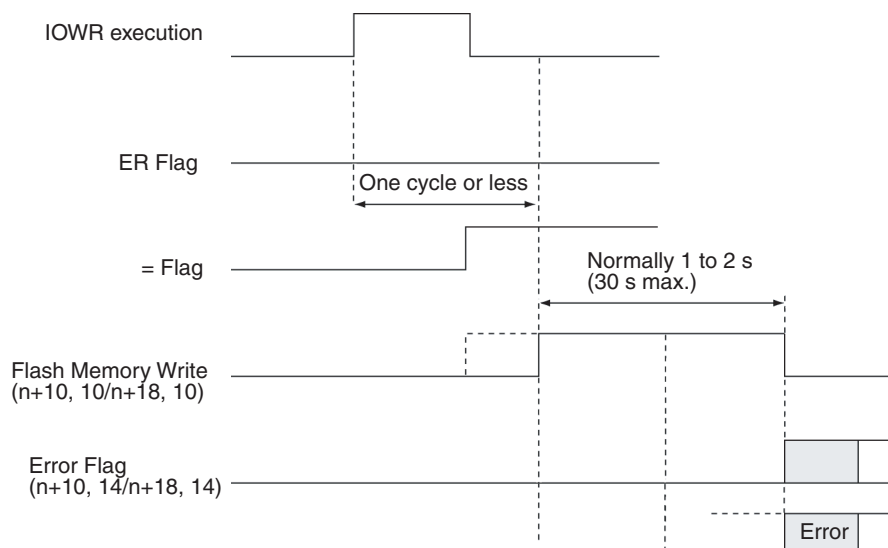 IOWR execution
ER Flag
One cycle or less
= Flag
Normally 1 to 2 s
(30 s max.)
Flash Memory Write
(n+10, 10/n+18, 10)
Error Flag
(n+10, 14/n+18, 14)
Error